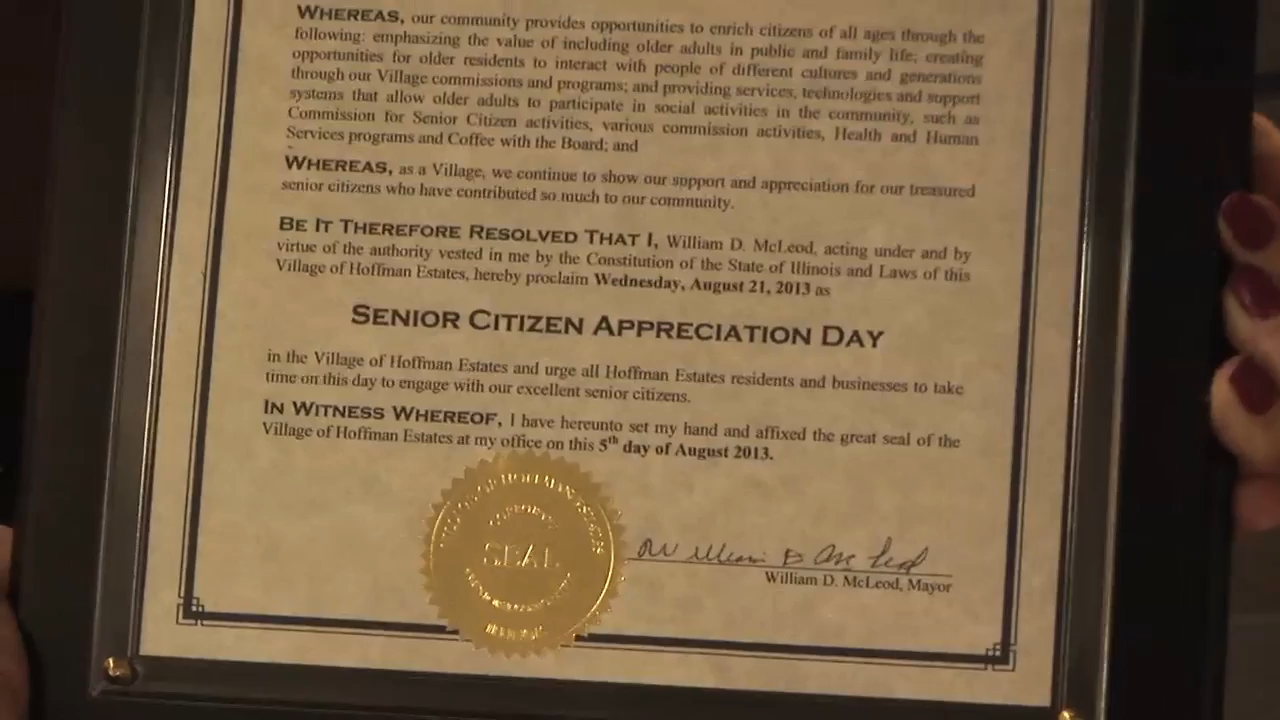 WHEREAS, our community provides opportunities to enrich citizens of all ages through the
following: emphasizing the value of including older adults in public and family life; creating
opportunities for older residents to interact with people of different cultures and generations
through our Village commissions and programs; and providing services, technologies and support
systems that allow older adults to participate in social activities in the community, such as
Commission for Senior Citizen activities, various commission activities, Health and Human
Services programs and Coffee with the Board; and
WHEREAS, as a Village, we continue to show our support and appreciation for our treasured
senior citizens who have contributed so much to our community.
BE IT THEREFORE RESOLVED THAT I, William D. McLeod, acting under and by
virtue of the authority vested in me by the Constitution of the State of Illinois and Laws of this
Village of Hoffman Estates, hereby proclaim Wednesday, August 21, 2013 as
SENIOR CITIZEN APPRECIATION DAY
in the Village of Hoffman Estates and urge all Hoffman Estates residents and businesses to take
time on this day to engage with our excellent senior citizens.
IN WITNESS WHEREOF, I have hereunto set my hand and affixed the great seal of the
Village of Hoffman Estates at my office on this 5th day of August 2013.
VILLAGE OF HOFFMAN ESTATES
SEAL
ILLINOIS
William D McLeod
William D. McLeod, Mayor